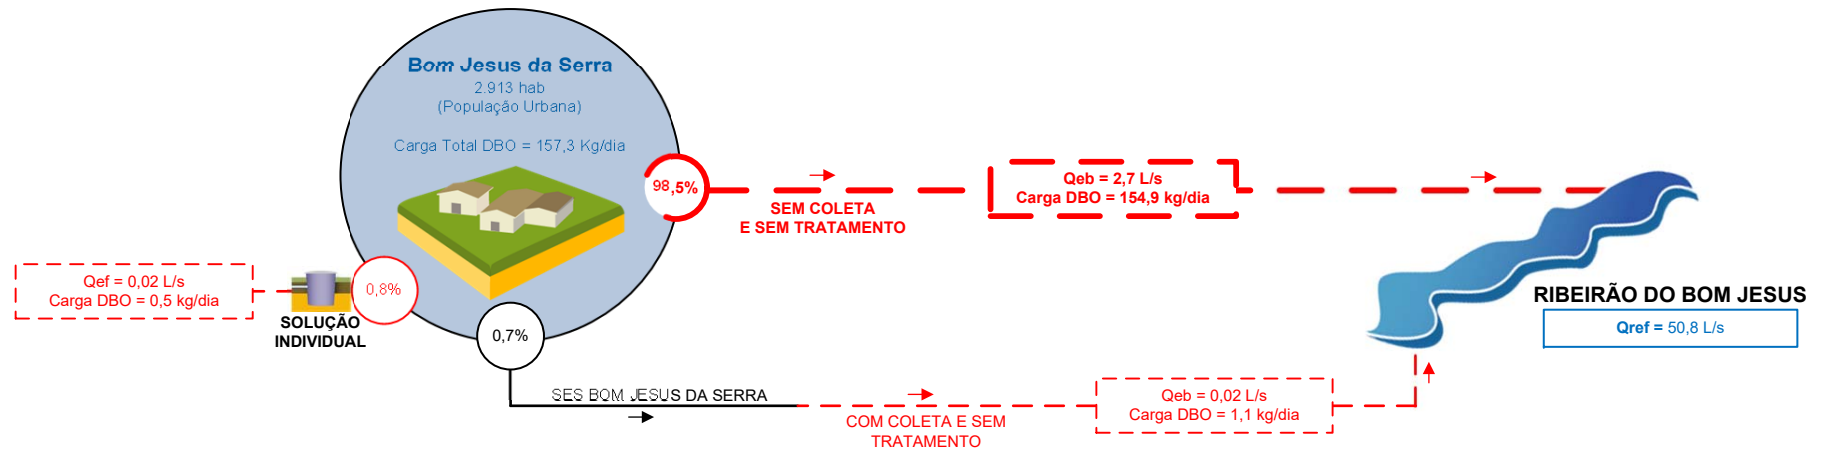 Bom Jesus da Serra
2.913 hab
(População Urbana)
Carga Total DBO = 157,3 Kg/dia
98,5%
SEM COLETA
E SEM TRATAMENTO
Qeb = 2,7 L/s
Carga DBO = 154,9 kg/dia
Qef = 0,02 L/s
Carga DBO = 0,5 kg/dia
SOLUÇÃO
INDIVIDUAL
0,8%
0,7%
SES BOM JESUS DA SERRA
COM COLETA E SEM
TRATAMENTO
Qeb = 0,02 L/s
Carga DBO = 1,1 kg/dia
RIBEIRÃO DO BOM JESUS
Qref = 50,8 L/s